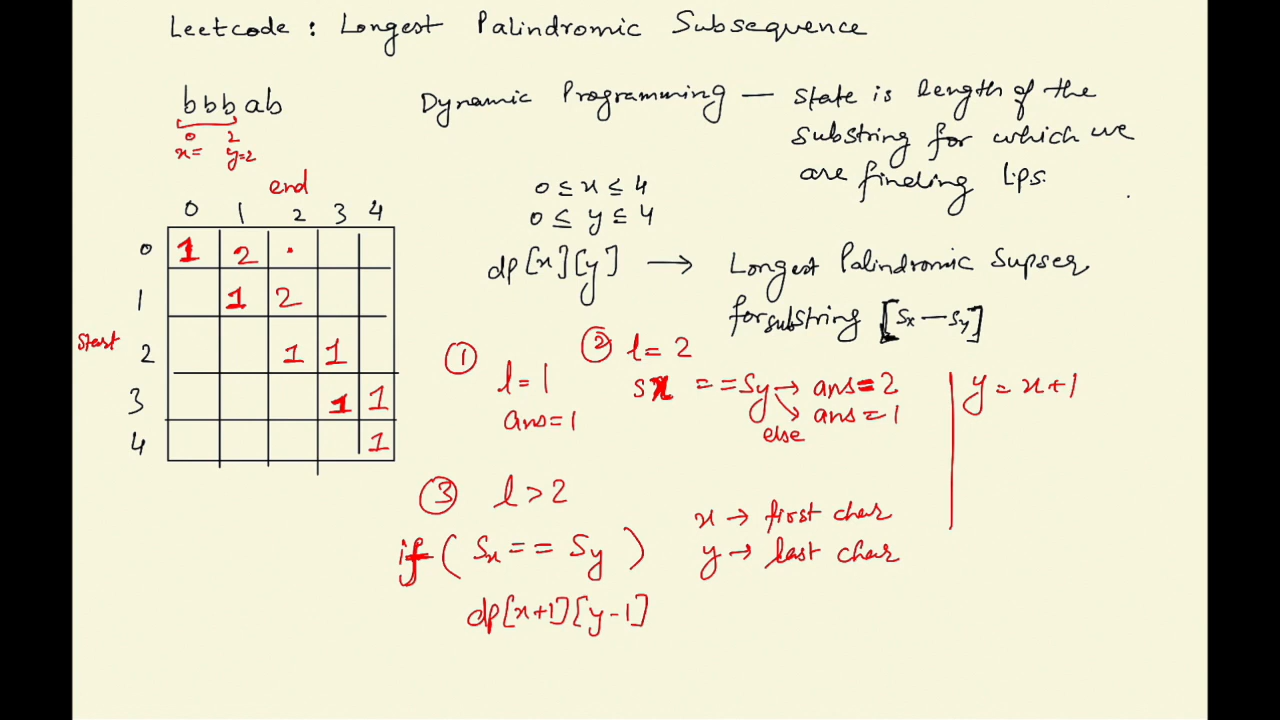 Leetcode : Longest Palindromic Subsequence
bbbab
0 2
x= y=2
Dynamic Programming — state is length of the
substring for which we
are finding Lps.
end
0 1 2 3 4
0 1 2 .
1 1 2
start 2 1 1
3 1 1
4 1
0 ≤ x ≤ 4
0 ≤ y ≤ 4
dp[x][y] → Longest Palindromic Supseq
for substring [Sx — Sy]
① l = 1
ans = 1
② l = 2
Sx == Sy → ans = 2
→ ans = 1
else
y = x+1
③ l > 2
if ( Sx == Sy )
dp[x+1][y-1]
x → first char
y → last char